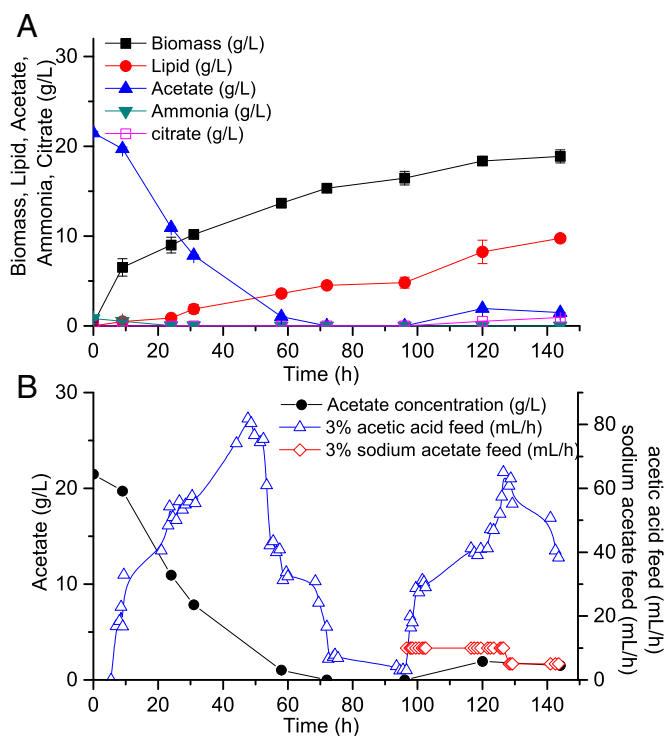 A
Biomass (g/L)
Lipid (g/L)
Acetate (g/L)
Ammonia (g/L)
citrate (g/L)
Biomass, Lipid, Acetate,
Ammonia, Citrate (g/L)
30
20
10
0
0 20 40 60 80 100 120 140
Time (h)
B
Acetate concentration (g/L)
3% acetic acid feed (mL/h)
3% sodium acetate feed (mL/h)
Acetate (g/L)
30
20
10
0
80
60
40
20
0
acetic acid feed (mL/h)
sodium acetate feed (mL/h)
0 20 40 60 80 100 120 140
Time (h)